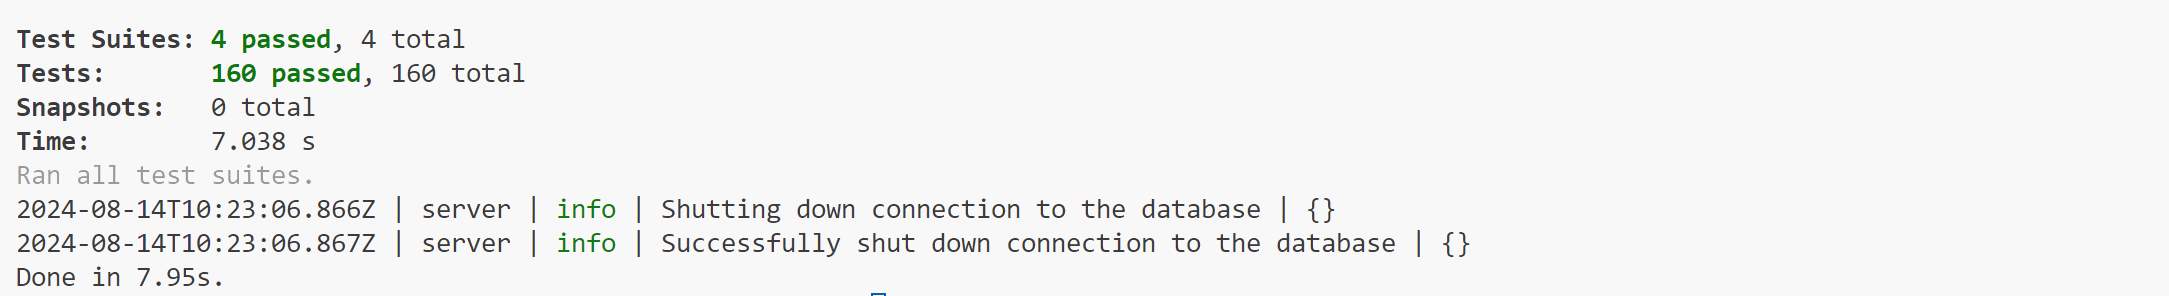 Test Suites: 4 passed, 4 total
Tests:       160 passed, 160 total
Snapshots:   0 total
Time:        7.038 s
Ran all test suites.
2024-08-14T10:23:06.866Z | server | info | Shutting down connection to the database | {}
2024-08-14T10:23:06.867Z | server | info | Successfully shut down connection to the database | {}
Done in 7.95s.